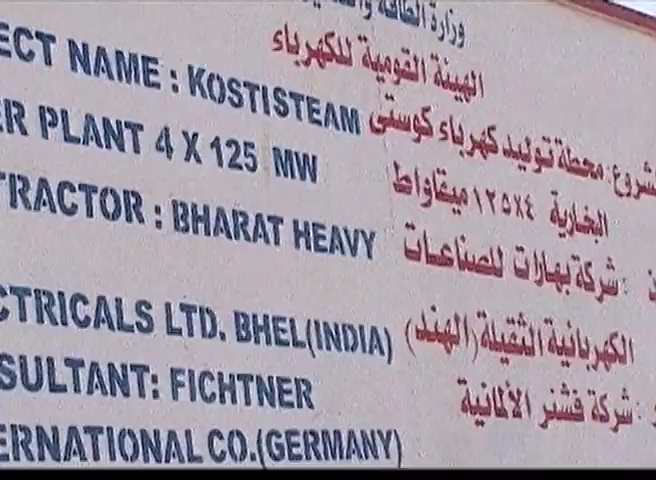 وزارة الطاقة
الهيئة القومية للكهرباء
ECT NAME : KOSTISTEAM
مشروع : محطة توليد كهرباء كوستى
ER PLANT 4 X 125 MW
البخارية ٤×١٢٥ ميقاواط
TRACTOR : BHARAT HEAVY
شركة بهارات للصناعات
CTRICALS LTD. BHEL(INDIA)
الكهربائية الثقيلة (الهند)
SULTANT: FICHTNER
شركة فشنر الألمانية
ERNATIONAL CO.(GERMANY)